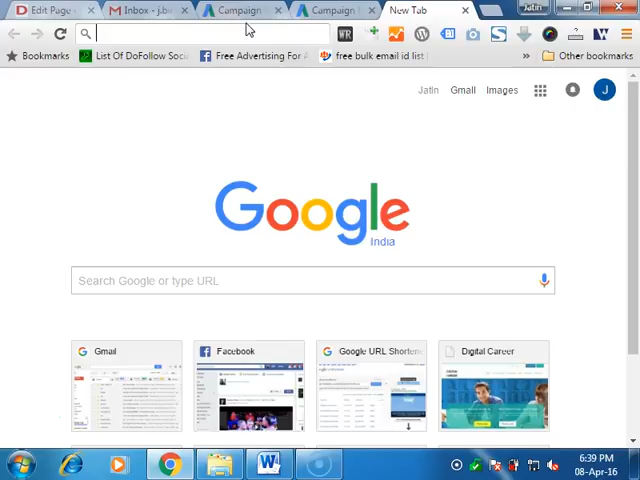 Edit Page
Inbox - j.b
Campaign
Campaign
New Tab
Jatin
Bookmarks
List Of DoFollow Soci
Free Advertising For A
free bulk email id list
Other bookmarks
Jatin
Gmail
Images
J
Google
India
Search Google or type URL
Gmail
Facebook
Google URL Shortene
Digital Career
6:39 PM
08-Apr-16